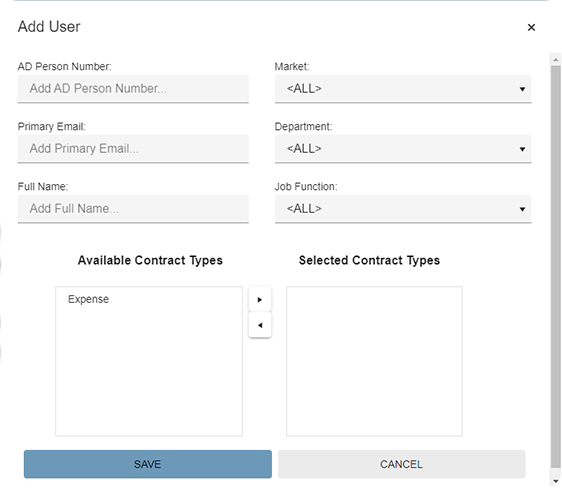 Add User
×
AD Person Number:
Add AD Person Number...
Market:
<ALL>
Primary Email:
Add Primary Email...
Department:
<ALL>
Full Name:
Add Full Name...
Job Function:
<ALL>
Available Contract Types
Selected Contract Types
Expense
SAVE
CANCEL